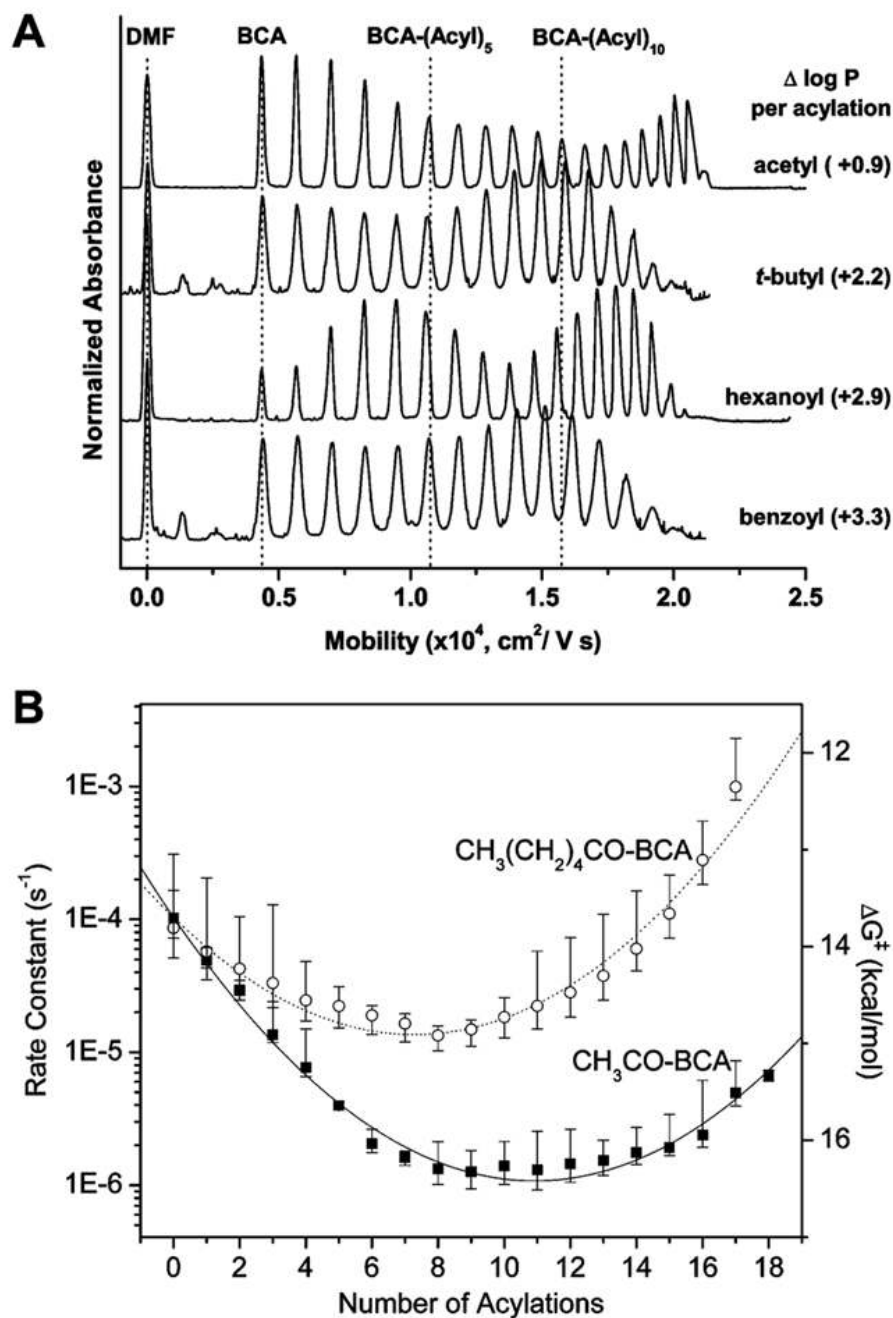 A
DMF BCA BCA-(Acyl)5 BCA-(Acyl)10
Δ log P
per acylation
acetyl ( +0.9)
t-butyl (+2.2)
hexanoyl (+2.9)
benzoyl (+3.3)
Normalized Absorbance
0.0 0.5 1.0 1.5 2.0 2.5
Mobility (x10⁴, cm²/ V s)
B
1E-3
1E-4
1E-5
1E-6
Rate Constant (s⁻¹)
CH₃(CH₂)₄CO-BCA
CH₃CO-BCA
12
14
16
ΔG‡ (kcal/mol)
0 2 4 6 8 10 12 14 16 18
Number of Acylations